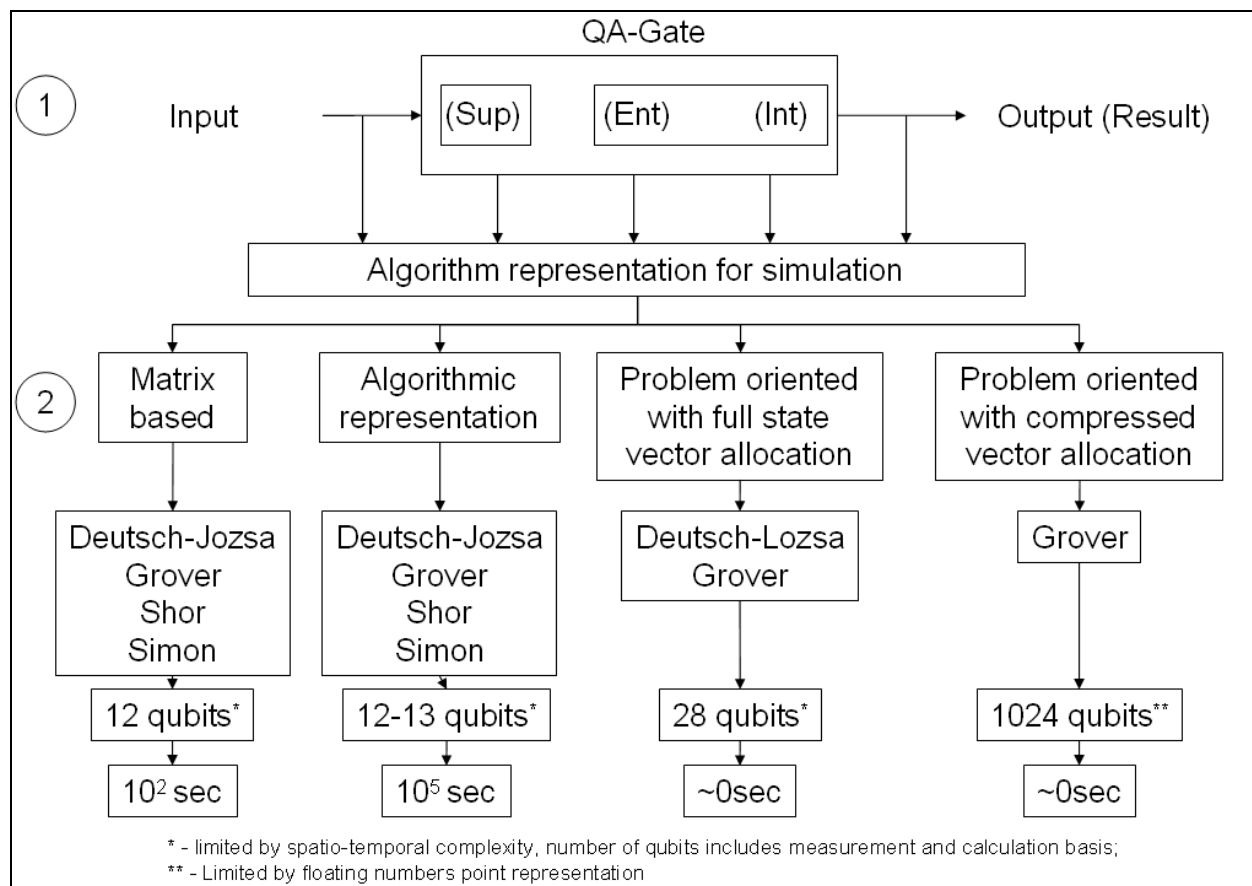 QA-Gate
1
Input
(Sup)
(Ent)
(Int)
Output (Result)
Algorithm representation for simulation
2
Matrix
based
Algorithmic
representation
Problem oriented
with full state
vector allocation
Problem oriented
with compressed
vector allocation
Deutsch-Jozsa
Grover
Shor
Simon
Deutsch-Jozsa
Grover
Shor
Simon
Deutsch-Lozsa
Grover
Grover
12 qubits*
12-13 qubits*
28 qubits*
1024 qubits**
10² sec
10⁵ sec
~0sec
~0sec
* - limited by spatio-temporal complexity, number of qubits includes measurement and calculation basis;
** - Limited by floating numbers point representation